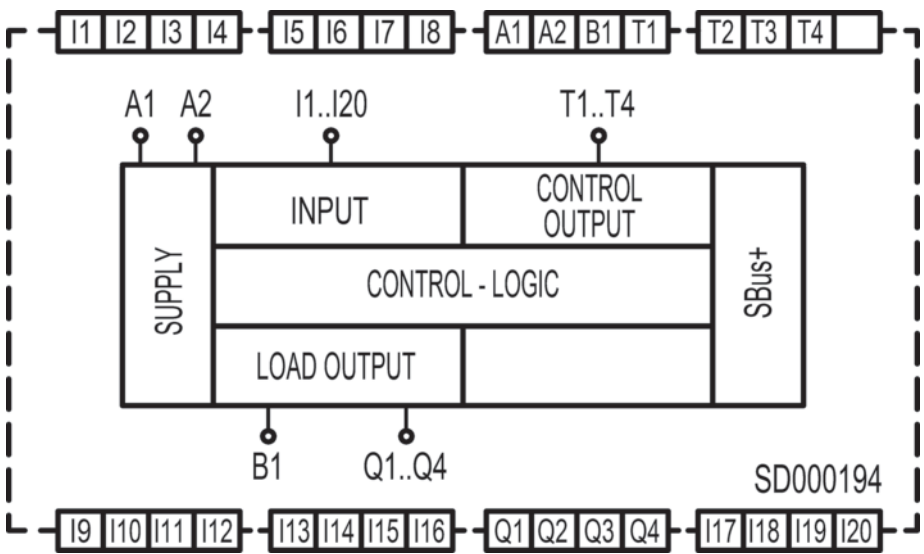 I1 I2 I3 I4 I5 I6 I7 I8 A1 A2 B1 T1 T2 T3 T4
A1 A2 I1..I20 T1..T4
SUPPLY
INPUT
CONTROL
OUTPUT
CONTROL - LOGIC
LOAD OUTPUT
SBus+
B1 Q1..Q4
SD000194
I9 I10 I11 I12 I13 I14 I15 I16 Q1 Q2 Q3 Q4 I17 I18 I19 I20